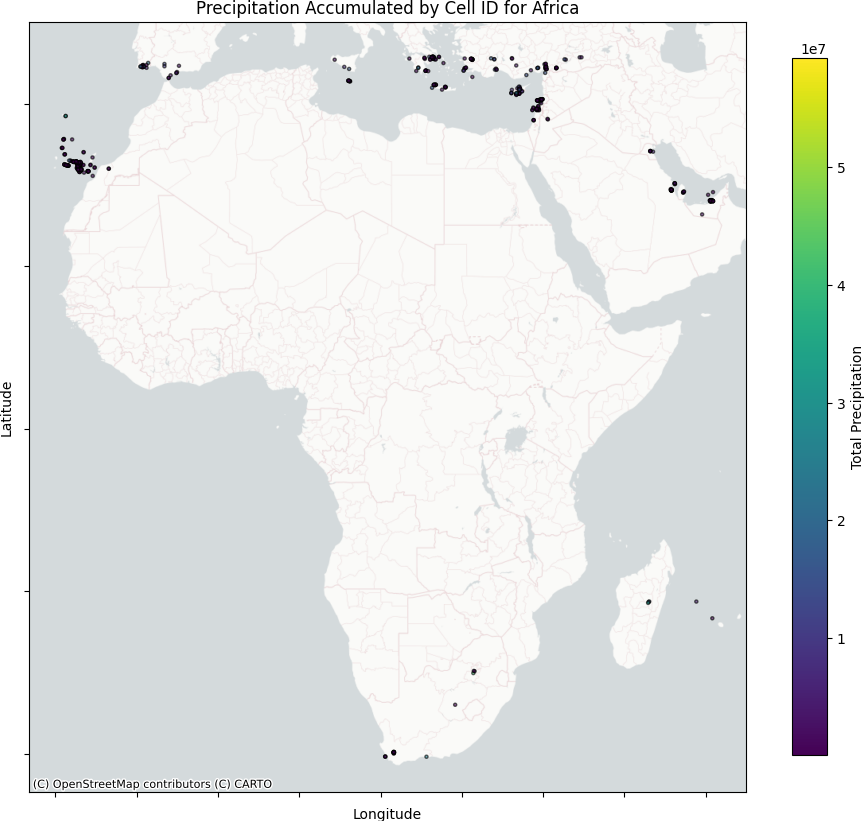 Precipitation Accumulated by Cell ID for Africa
1e7
5
4
3
2
1
Total Precipitation
Latitude
(C) OpenStreetMap contributors (C) CARTO
Longitude